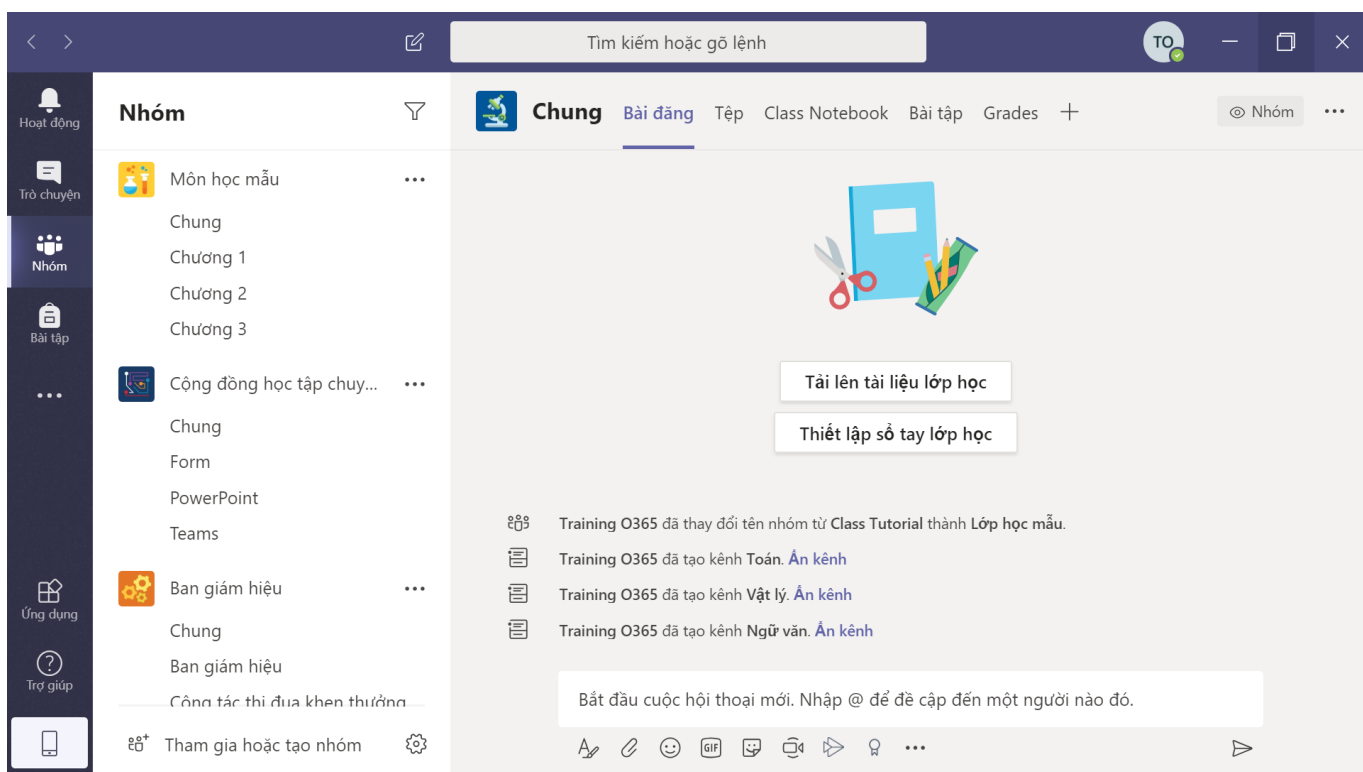 Tìm kiếm hoặc gõ lệnh
TO
Hoạt động
Trò chuyện
Nhóm
Bài tập
Ứng dụng
Trợ giúp
Nhóm
Môn học mẫu
Chung
Chương 1
Chương 2
Chương 3
Cộng đồng học tập chuy...
Chung
Form
PowerPoint
Teams
Ban giám hiệu
Chung
Ban giám hiệu
Công tác thi đua khen thưởng
Tham gia hoặc tạo nhóm
Chung Bài đăng Tệp Class Notebook Bài tập Grades
Nhóm
Tải lên tài liệu lớp học
Thiết lập sổ tay lớp học
Training O365 đã thay đổi tên nhóm từ Class Tutorial thành Lớp học mẫu.
Training O365 đã tạo kênh Toán. Ẩn kênh
Training O365 đã tạo kênh Vật lý. Ẩn kênh
Training O365 đã tạo kênh Ngữ văn. Ẩn kênh
Bắt đầu cuộc hội thoại mới. Nhập @ để đề cập đến một người nào đó.
GIF